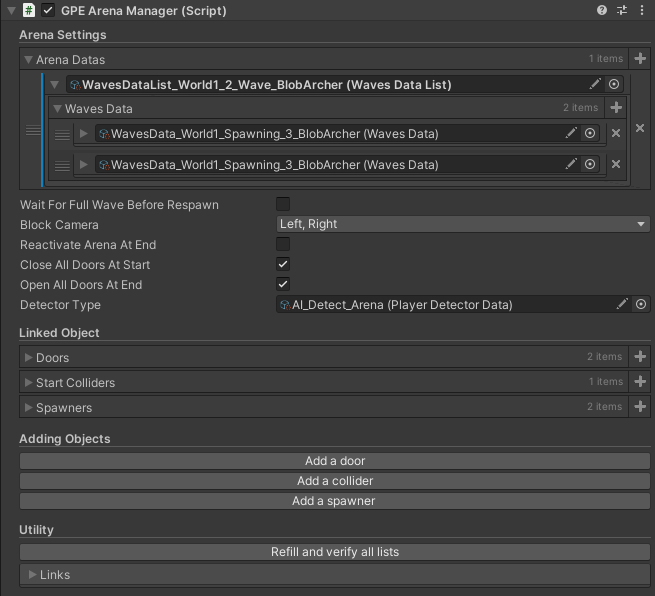 GPE Arena Manager (Script)
Arena Settings
Arena Datas 1 items
WavesDataList_World1_2_Wave_BlobArcher (Waves Data List)
Waves Data 2 items
WavesData_World1_Spawning_3_BlobArcher (Waves Data)
WavesData_World1_Spawning_3_BlobArcher (Waves Data)
Wait For Full Wave Before Respawn
Block Camera Left, Right
Reactivate Arena At End
Close All Doors At Start
Open All Doors At End
Detector Type AI_Detect_Arena (Player Detector Data)
Linked Object
Doors 2 items
Start Colliders 1 items
Spawners 2 items
Adding Objects
Add a door
Add a collider
Add a spawner
Utility
Refill and verify all lists
Links